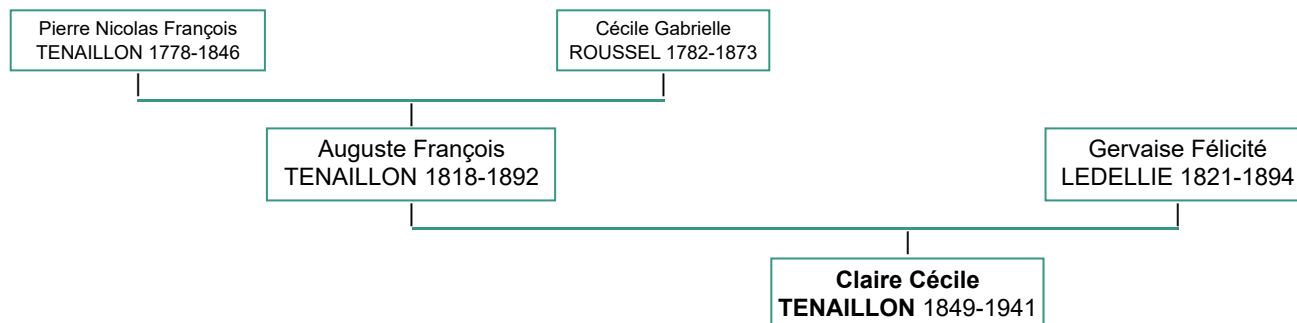 Pierre Nicolas François
TENAILLON 1778-1846
Cécile Gabrielle
ROUSSEL 1782-1873
Auguste François
TENAILLON 1818-1892
Gervaise Félicité
LEDELLIE 1821-1894
Claire Cécile
TENAILLON 1849-1941